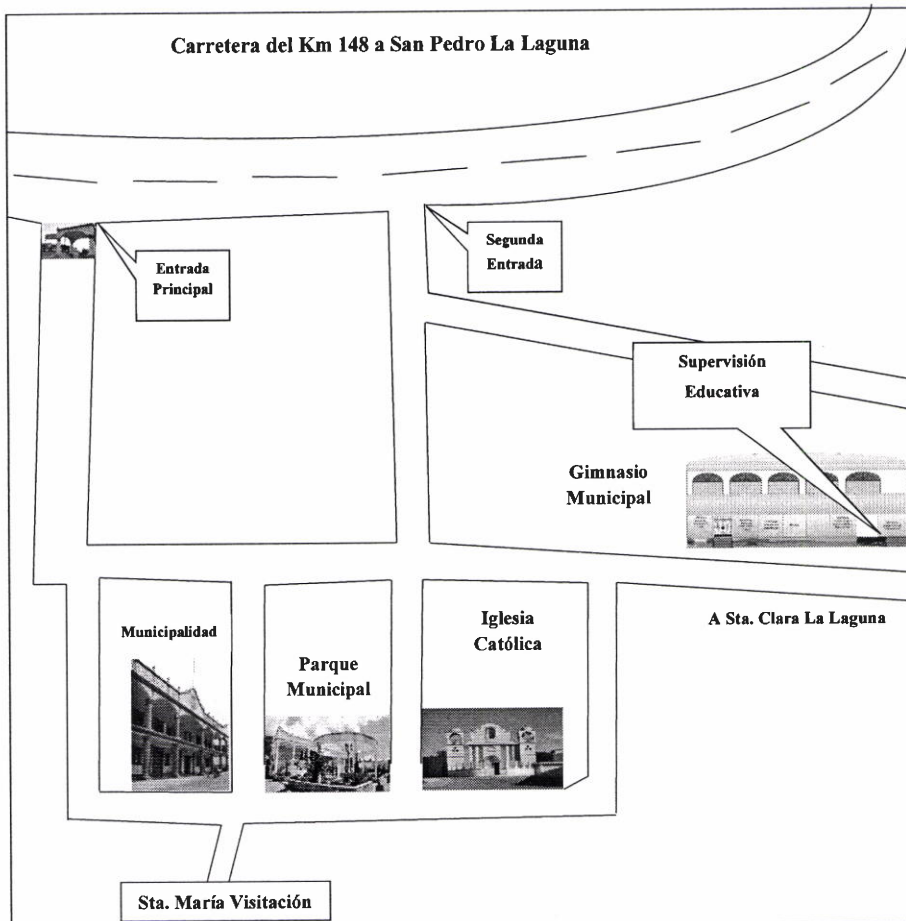 Carretera del Km 148 a San Pedro La Laguna
Entrada
Principal
Segunda
Entrada
Supervisión
Educativa
Gimnasio
Municipal
Municipalidad
Parque
Municipal
Iglesia
Católica
A Sta. Clara La Laguna
Sta. María Visitación